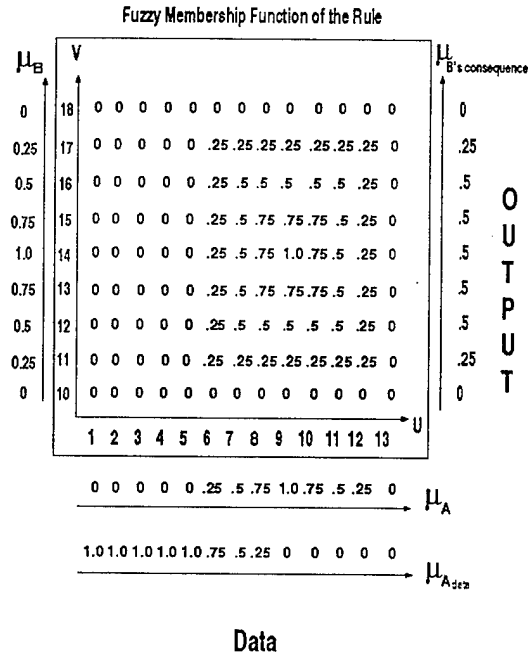 Fuzzy Membership Function of the Rule
μB V μB's consequence
0 18 0 0 0 0 0 0 0 0 0 0 0 0 0 0
0.25 17 0 0 0 0 0 .25 .25 .25 .25 .25 .25 .25 0 .25
0.5 16 0 0 0 0 0 .25 .5 .5 .5 .5 .5 .25 0 .5
0.75 15 0 0 0 0 0 .25 .5 .75 .75 .75 .5 .25 0 .5
1.0 14 0 0 0 0 0 .25 .5 .75 1.0 .75 .5 .25 0 .5
0.75 13 0 0 0 0 0 .25 .5 .75 .75 .75 .5 .25 0 .5
0.5 12 0 0 0 0 0 .25 .5 .5 .5 .5 .5 .25 0 .5
0.25 11 0 0 0 0 0 .25 .25 .25 .25 .25 .25 .25 0 .25
0 10 0 0 0 0 0 0 0 0 0 0 0 0 0 0
OUTPUT
U
1 2 3 4 5 6 7 8 9 10 11 12 13
0 0 0 0 0 .25 .5 .75 1.0 .75 .5 .25 0 μA
1.0 1.0 1.0 1.0 1.0 .75 .5 .25 0 0 0 0 0 μA data
Data